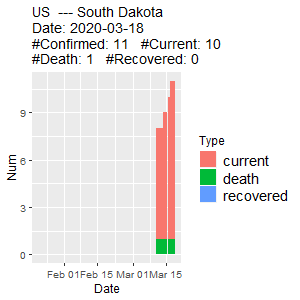 US --- South Dakota
Date: 2020-03-18
#Confirmed: 11 #Current: 10
#Death: 1 #Recovered: 0
9
6
3
0
Num
Feb 01 Feb 15 Mar 01 Mar 15
Date
Type
current
death
recovered